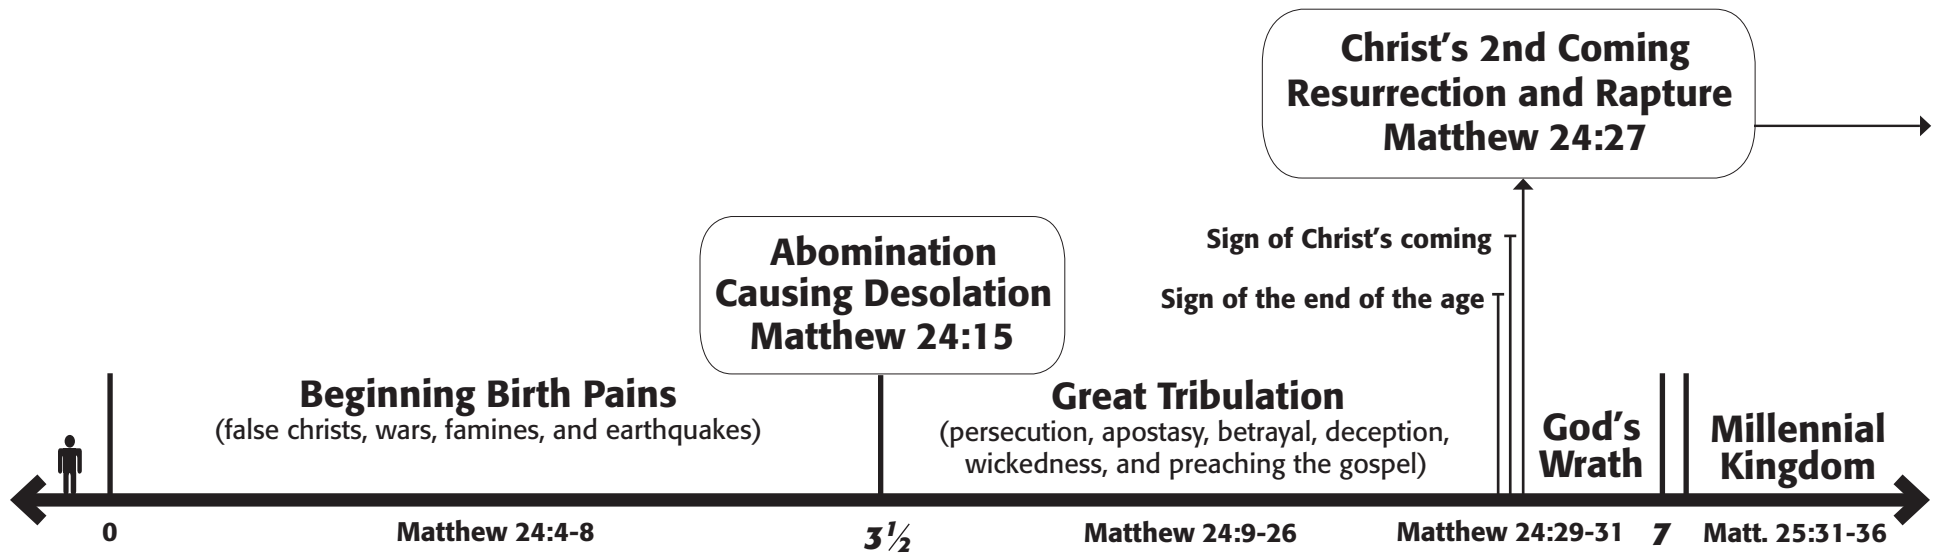 Christ's 2nd Coming
Resurrection and Rapture
Matthew 24:27
Sign of Christ's coming
Sign of the end of the age
Abomination
Causing Desolation
Matthew 24:15
Beginning Birth Pains
(false christs, wars, famines, and earthquakes)
Great Tribulation
(persecution, apostasy, betrayal, deception,
wickedness, and preaching the gospel)
God's
Wrath
Millennial
Kingdom
0
Matthew 24:4-8
3½
Matthew 24:9-26
Matthew 24:29-31
7
Matt. 25:31-36